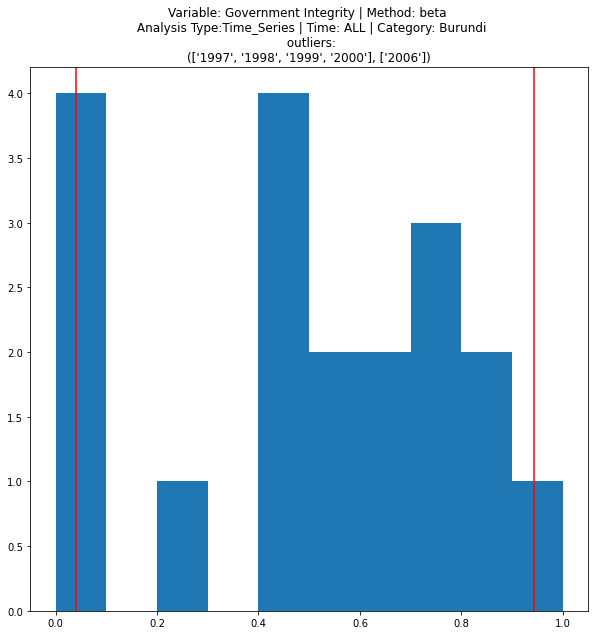 Variable: Government Integrity | Method: beta
Analysis Type:Time_Series | Time: ALL | Category: Burundi
outliers:
(['1997', '1998', '1999', '2000'], ['2006'])
4.0
3.5
3.0
2.5
2.0
1.5
1.0
0.5
0.0
0.0 0.2 0.4 0.6 0.8 1.0